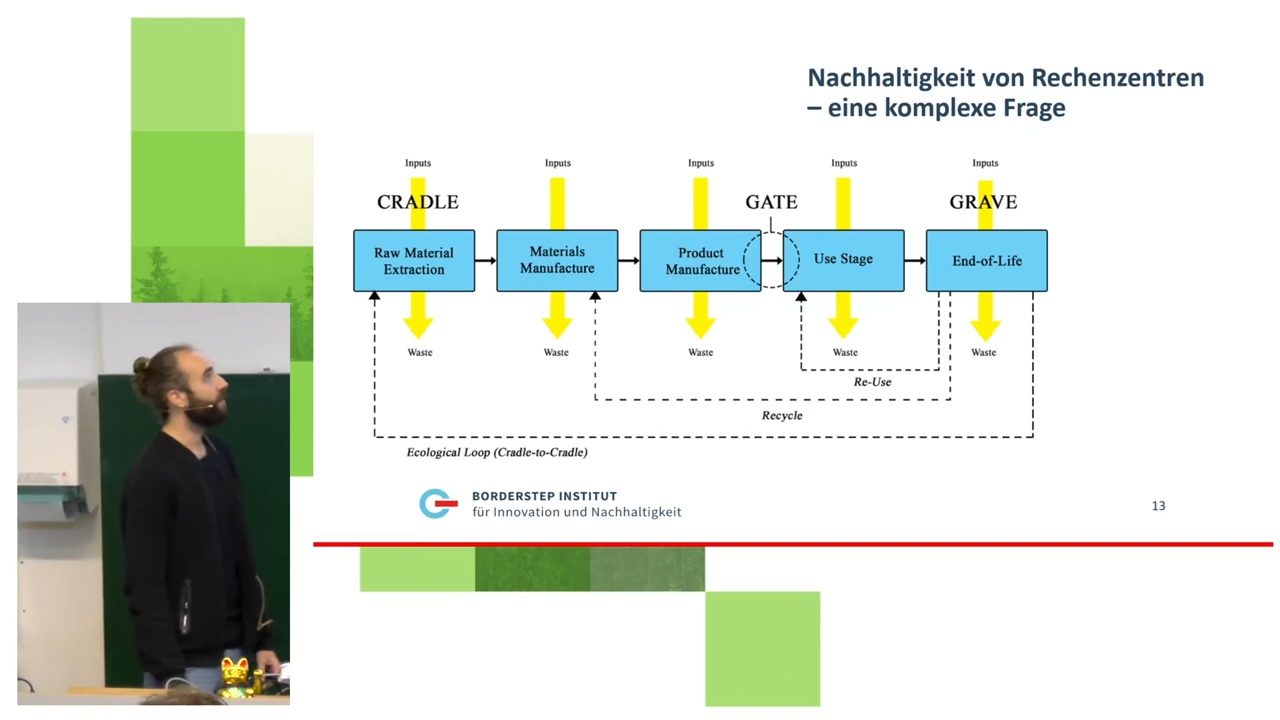 Nachhaltigkeit von Rechenzentren
– eine komplexe Frage
Inputs
Inputs
Inputs
Inputs
Inputs
CRADLE
GATE
GRAVE
Raw Material
Extraction
Materials
Manufacture
Product
Manufacture
Use Stage
End-of-Life
Waste
Waste
Waste
Waste
Waste
Re-Use
Recycle
Ecological Loop (Cradle-to-Cradle)
BORDERSTEP INSTITUT
für Innovation und Nachhaltigkeit
13